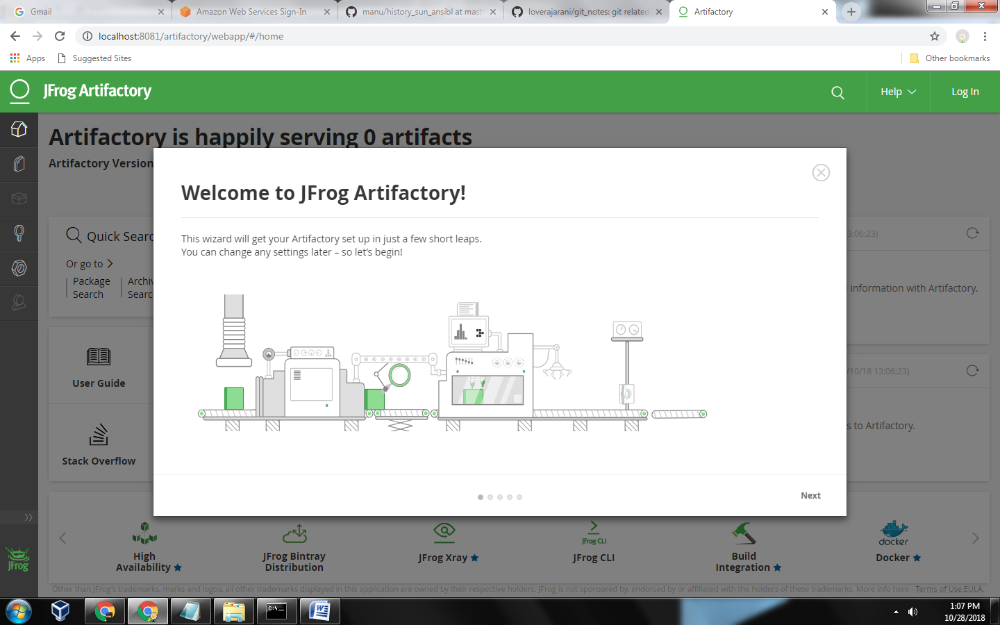 Gmail
Amazon Web Services Sign-In
manu/history_sun_ansibl at mast
loverajarani/git_notes: git related
Artifactory
localhost:8081/artifactory/webapp/#/home
Apps
Suggested Sites
Other bookmarks
JFrog Artifactory
Help
Log In
Artifactory is happily serving 0 artifacts
Artifactory Version
Welcome to JFrog Artifactory!
This wizard will get your Artifactory set up in just a few short leaps.
You can change any settings later – so let's begin!
Quick Searc
3:06:23)
Or go to
Package
Search
Archiv
Searc
information with Artifactory.
User Guide
/10/18 13:06:23)
Stack Overflow
s to Artifactory.
Next
High
Availability
JFrog Bintray
Distribution
JFrog Xray
JFrog CLI
JFrog CLI
Build
Integration
docker
Docker
JFrog
Other than JFrog's trademarks, marks and logos, all other trademarks displayed in this application are owned by their respective holders. JFrog is not sponsored by, endorsed by or affiliated with the holders of these trademarks. More info here - Terms of Use,EULA.
1:07 PM
10/28/2018